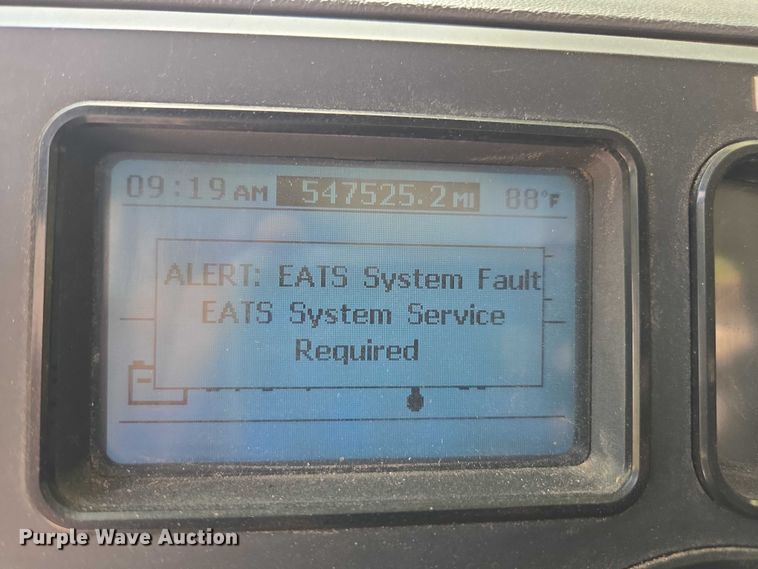 09:19 AM 547525.2 MI 88°F
ALERT: EATS System Fault
EATS System Service
Required
Purple Wave Auction